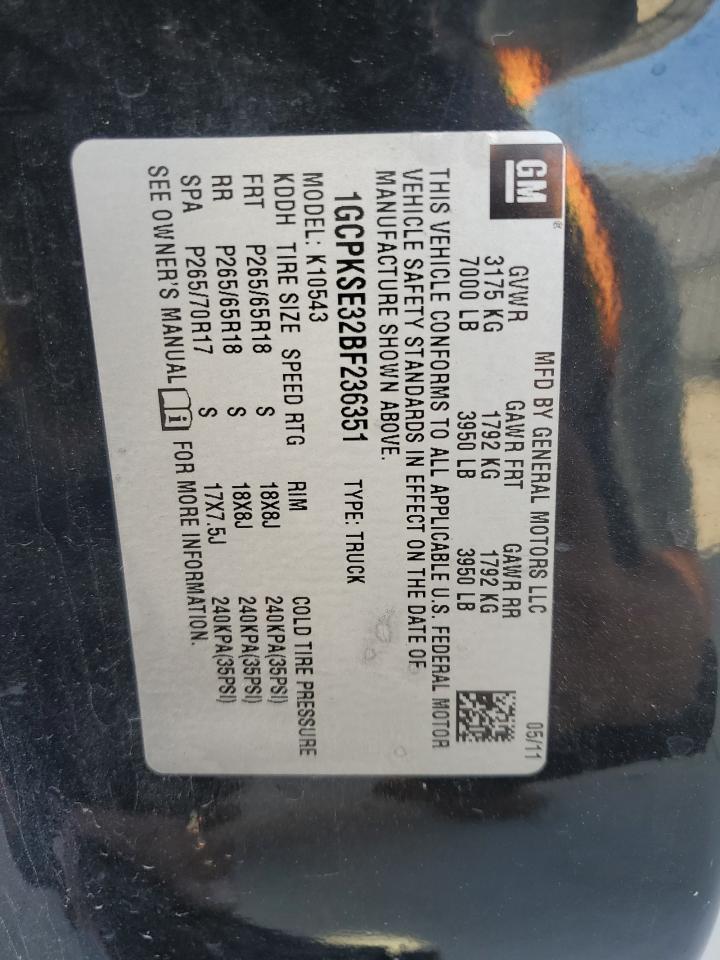 GM
MFD BY GENERAL MOTORS LLC 05/11
GVWR GAWR FRT GAWR RR
3175 KG 1792 KG 1792 KG
7000 LB 3950 LB 3950 LB
THIS VEHICLE CONFORMS TO ALL APPLICABLE U.S. FEDERAL MOTOR
VEHICLE SAFETY STANDARDS IN EFFECT ON THE DATE OF
MANUFACTURE SHOWN ABOVE.
1GCPKSE32BF236351 TYPE: TRUCK
MODEL: K10543
KDDH TIRE SIZE SPEED RTG RIM COLD TIRE PRESSURE
FRT P265/65R18 S 18X8J 240KPA(35PSI)
RR P265/65R18 S 18X8J 240KPA(35PSI)
SPA P265/70R17 S 17X7.5J 240KPA(35PSI)
SEE OWNER'S MANUAL i FOR MORE INFORMATION.